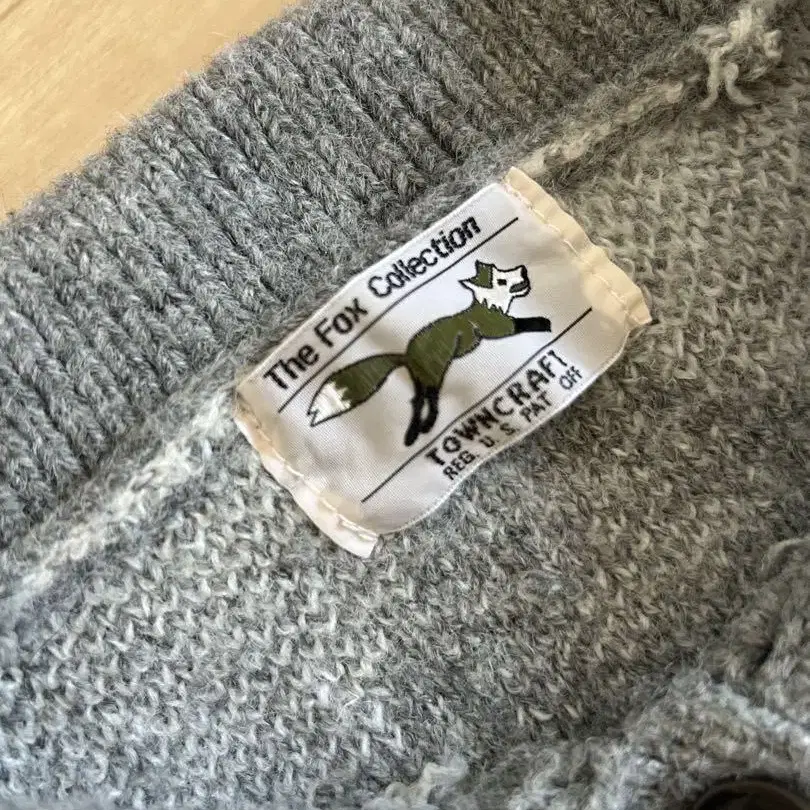 The Fox Collection
TOWNCRAFT
REG. U. S. PAT OFF